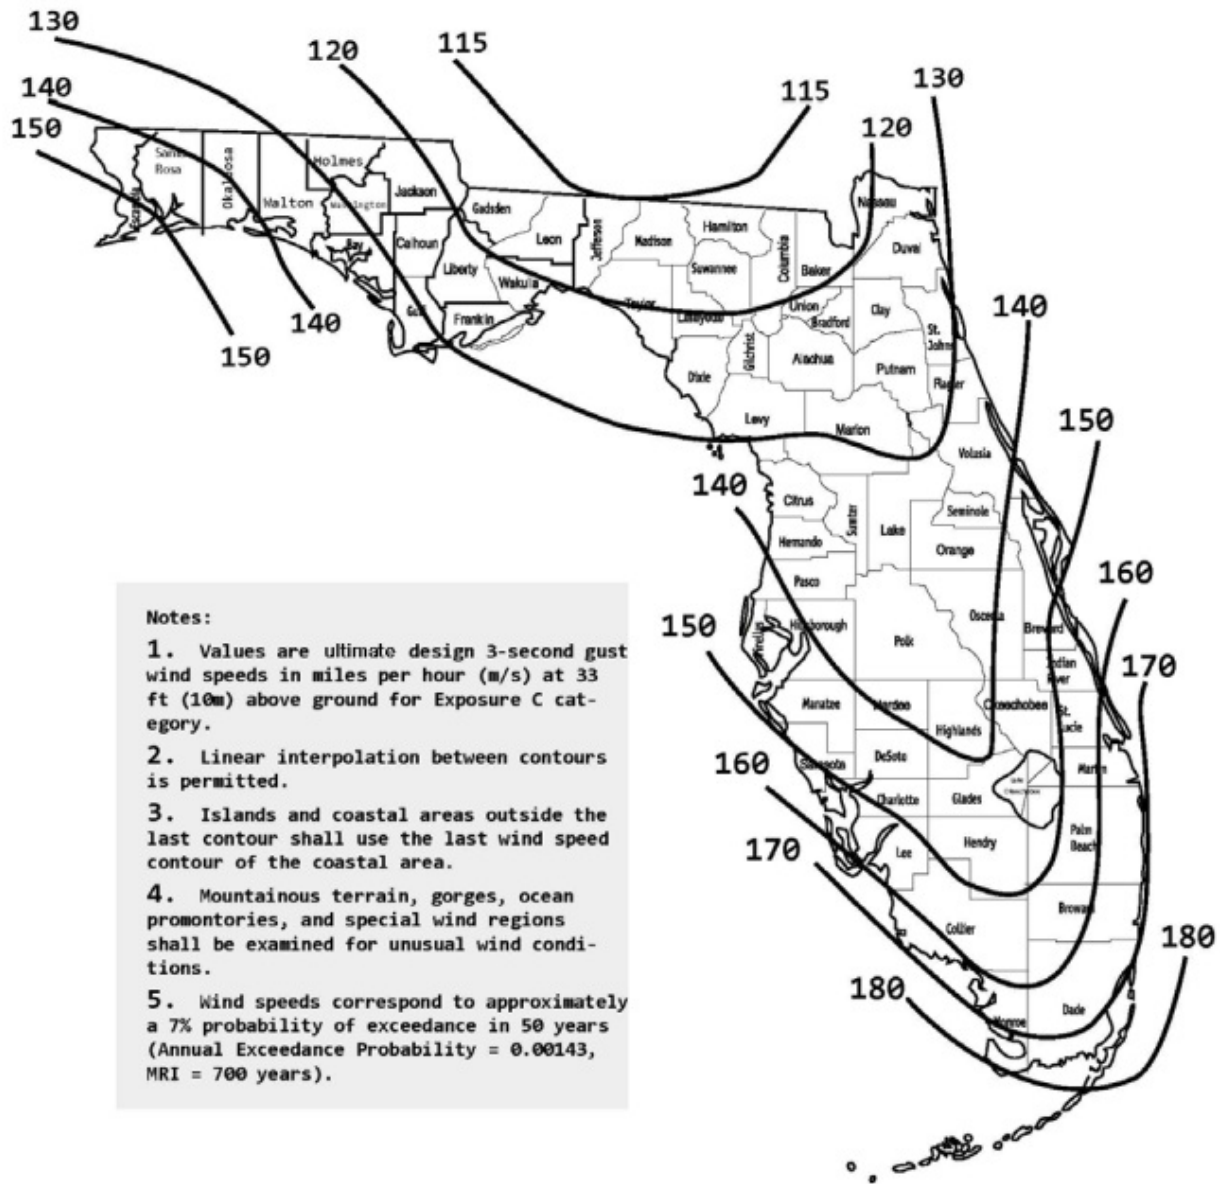 130
120
115
130
140
115
150
120
Santa
Rosa
Okaloosa
Holmes
Walton
Washington
Jackson
Escambia
Bay
Calhoun
Gulf
Liberty
Gadsden
Leon
Wakulla
Franklin
Jefferson
Madison
Taylor
Hamilton
Suwannee
Lafayette
Columbia
Baker
Nassau
Duval
Union
Bradford
Clay
St.
Johns
Gilchrist
Alachua
Putnam
Flagler
Dixie
Levy
Marion
Volusia
140
150
140
150
140
Citrus
Sumter
Lake
Seminole
Hernando
Orange
Pasco
Pinellas
Hillsborough
Polk
Osceola
Brevard
Indian
River
160
150
170
Manatee
Hardee
Highlands
Okeechobee
St.
Lucie
Sarasota
DeSoto
Martin
160
Charlotte
Glades
Lee
Hendry
Palm
Beach
170
Collier
Broward
180
180
Monroe
Dade
Notes:
1. Values are ultimate design 3-second gust
wind speeds in miles per hour (m/s) at 33
ft (10m) above ground for Exposure C cat-
egory.
2. Linear interpolation between contours
is permitted.
3. Islands and coastal areas outside the
last contour shall use the last wind speed
contour of the coastal area.
4. Mountainous terrain, gorges, ocean
promontories, and special wind regions
shall be examined for unusual wind condi-
tions.
5. Wind speeds correspond to approximately
a 7% probability of exceedance in 50 years
(Annual Exceedance Probability = 0.00143,
MRI = 700 years).